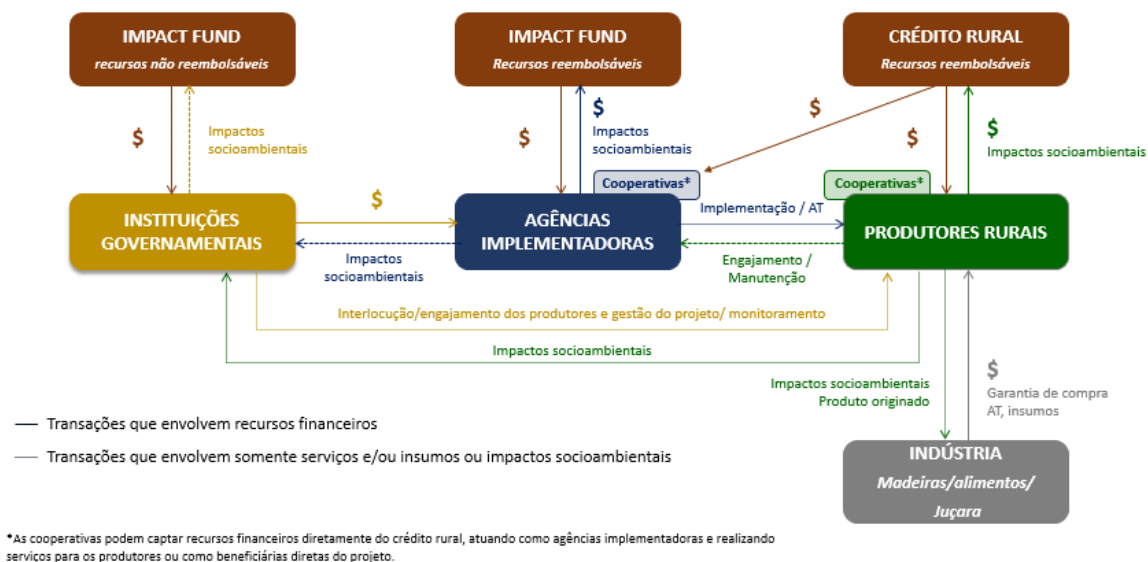 IMPACT FUND
recursos não reembolsáveis
IMPACT FUND
Recursos reembolsáveis
CRÉDITO RURAL
Recursos reembolsáveis
$
Impactos
socioambientais
$
$
Impactos
socioambientais
$
$
$
Impactos socioambientais
Cooperativas*
Cooperativas*
INSTITUIÇÕES
GOVERNAMENTAIS
$
AGÊNCIAS
IMPLEMENTADORAS
Implementação / AT
PRODUTORES RURAIS
Impactos
socioambientais
Engajamento /
Manutenção
Interlocução/engajamento dos produtores e gestão do projeto/ monitoramento
Impactos socioambientais
Impactos socioambientais
Produto originado
$
Garantia de compra
AT, insumos
Transações que envolvem recursos financeiros
Transações que envolvem somente serviços e/ou insumos ou impactos socioambientais
INDÚSTRIA
Madeiras/alimentos/
Juçara
*As cooperativas podem captar recursos financeiros diretamente do crédito rural, atuando como agências implementadoras e realizando
serviços para os produtores ou como beneficiárias diretas do projeto.